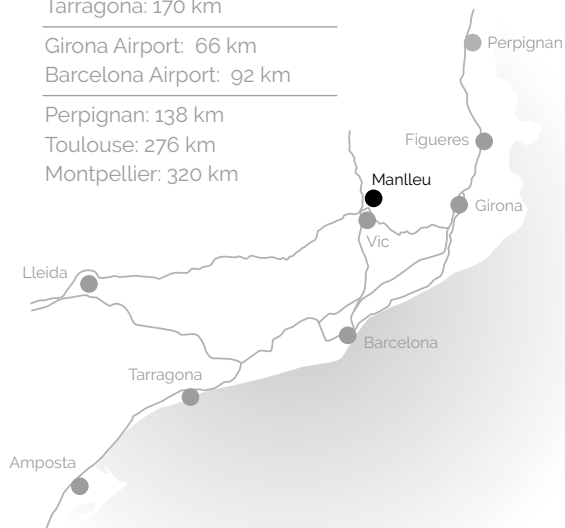 Tarragona: 170 km
Girona Airport: 66 km
Barcelona Airport: 92 km
Perpignan: 138 km
Toulouse: 276 km
Montpellier: 320 km
Perpignan
Figueres
Manlleu
Girona
Vic
Lleida
Barcelona
Tarragona
Amposta